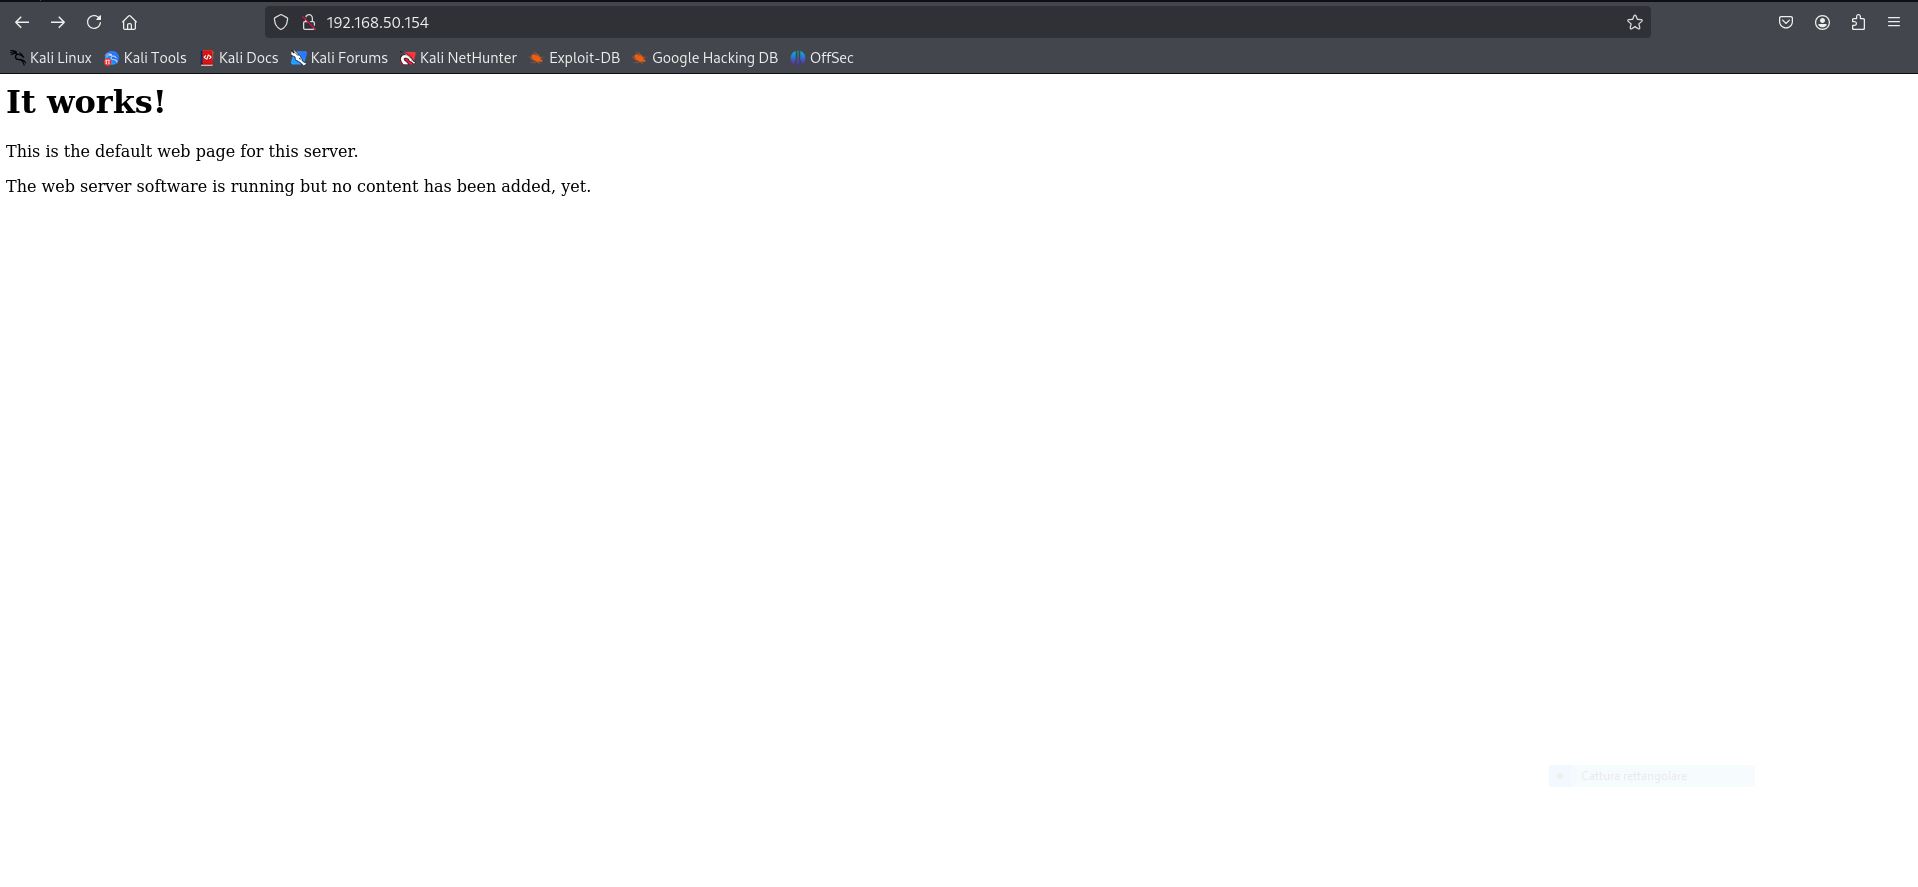 192.168.50.154
Kali Linux Kali Tools Kali Docs Kali Forums Kali NetHunter Exploit-DB Google Hacking DB OffSec
It works!
This is the default web page for this server.
The web server software is running but no content has been added, yet.
Cattura rettangolare